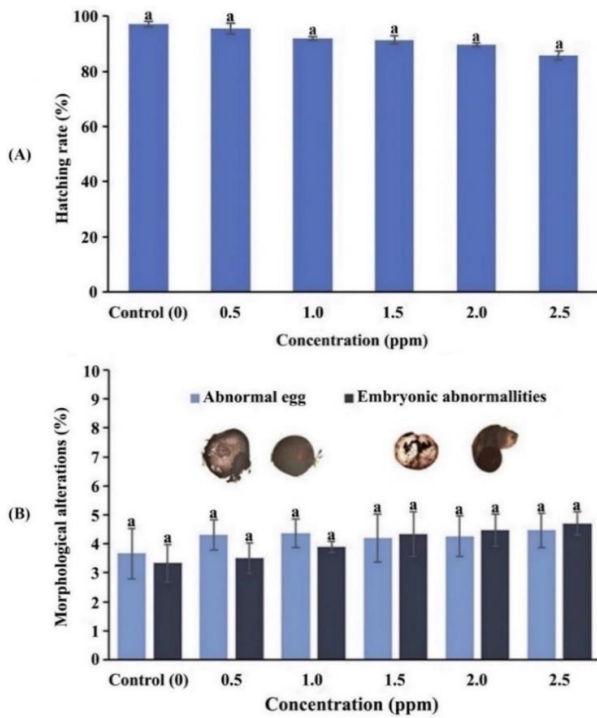 (A)
Hatching rate (%)
100
80
60
40
20
0
a a a a a a
Control (0) 0.5 1.0 1.5 2.0 2.5
Concentration (ppm)
(B)
Morphological alterations (%)
10
9
8
7
6
5
4
3
2
1
0
Abnormal egg Embryonic abnormallities
a a a a a a a a a a a a
Control (0) 0.5 1.0 1.5 2.0 2.5
Concentration (ppm)